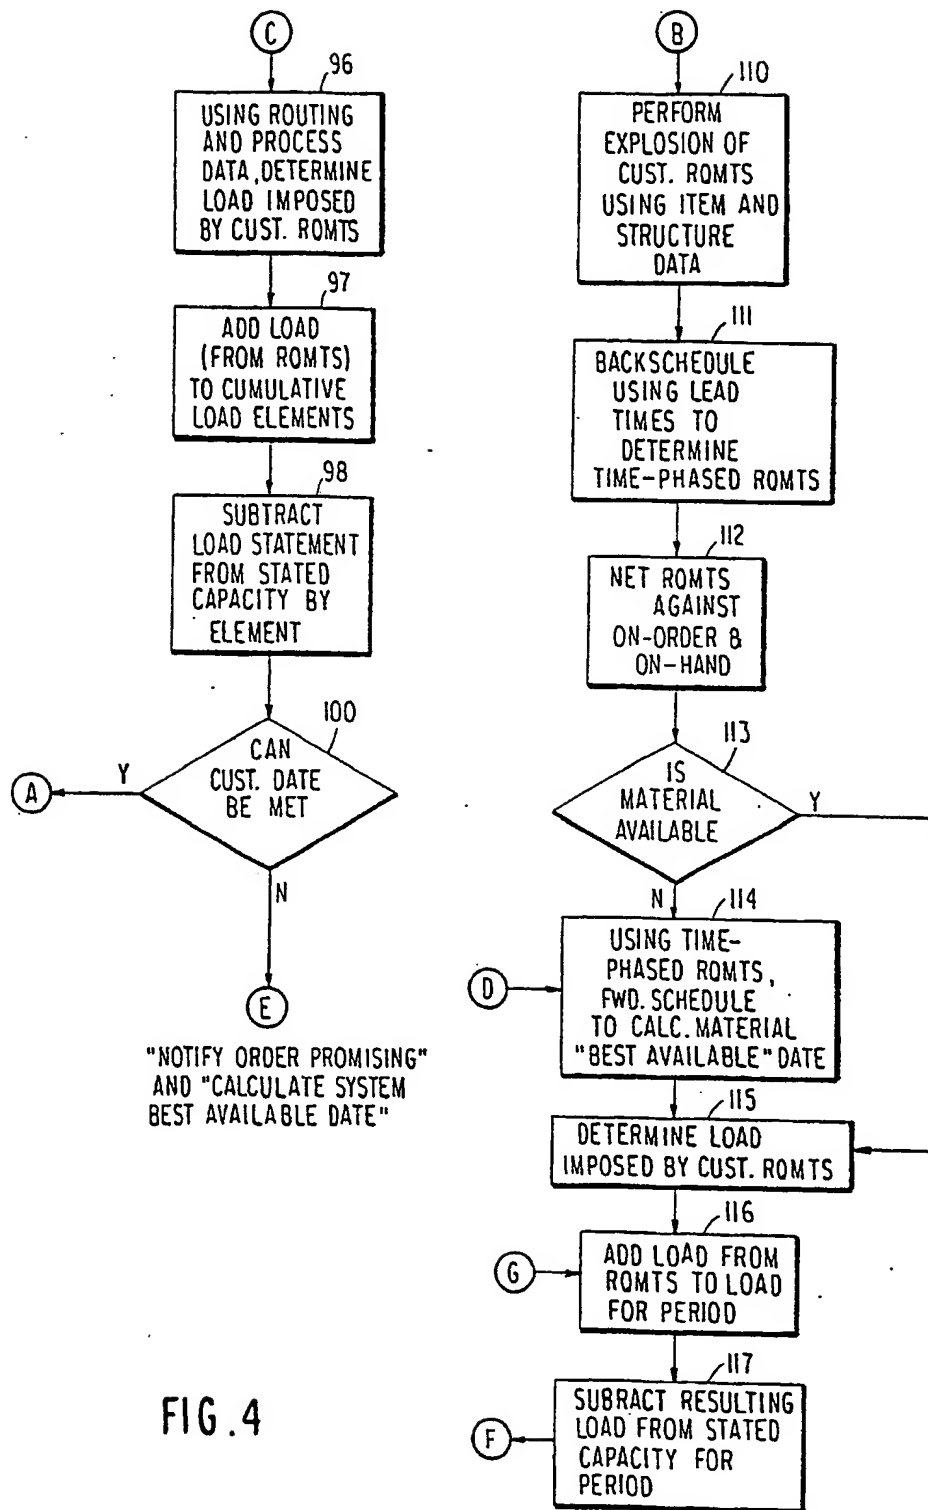 C
96
USING ROUTING
AND PROCESS
DATA, DETERMINE
LOAD IMPOSED
BY CUST. RQMTS
97
ADD LOAD
(FROM RQMTS)
TO CUMULATIVE
LOAD ELEMENTS
98
SUBTRACT
LOAD STATEMENT
FROM STATED
CAPACITY BY
ELEMENT
100
CAN
CUST. DATE
BE MET
Y
A
N
E
"NOTIFY ORDER PROMISING"
AND "CALCULATE SYSTEM
BEST AVAILABLE DATE"
B
110
PERFORM
EXPLOSION OF
CUST. RQMTS
USING ITEM AND
STRUCTURE
DATA
111
BACKSCHEDULE
USING LEAD
TIMES TO
DETERMINE
TIME-PHASED RQMTS
112
NET RQMTS
AGAINST
ON-ORDER &
ON-HAND
113
IS
MATERIAL
AVAILABLE
Y
N
114
USING TIME-
PHASED RQMTS,
FWD. SCHEDULE
TO CALC. MATERIAL
"BEST AVAILABLE" DATE
D
115
DETERMINE LOAD
IMPOSED BY CUST. RQMTS
116
ADD LOAD FROM
RQMTS TO LOAD
FOR PERIOD
G
117
SUBRACT RESULTING
LOAD FROM STATED
CAPACITY FOR
PERIOD
F
FIG. 4